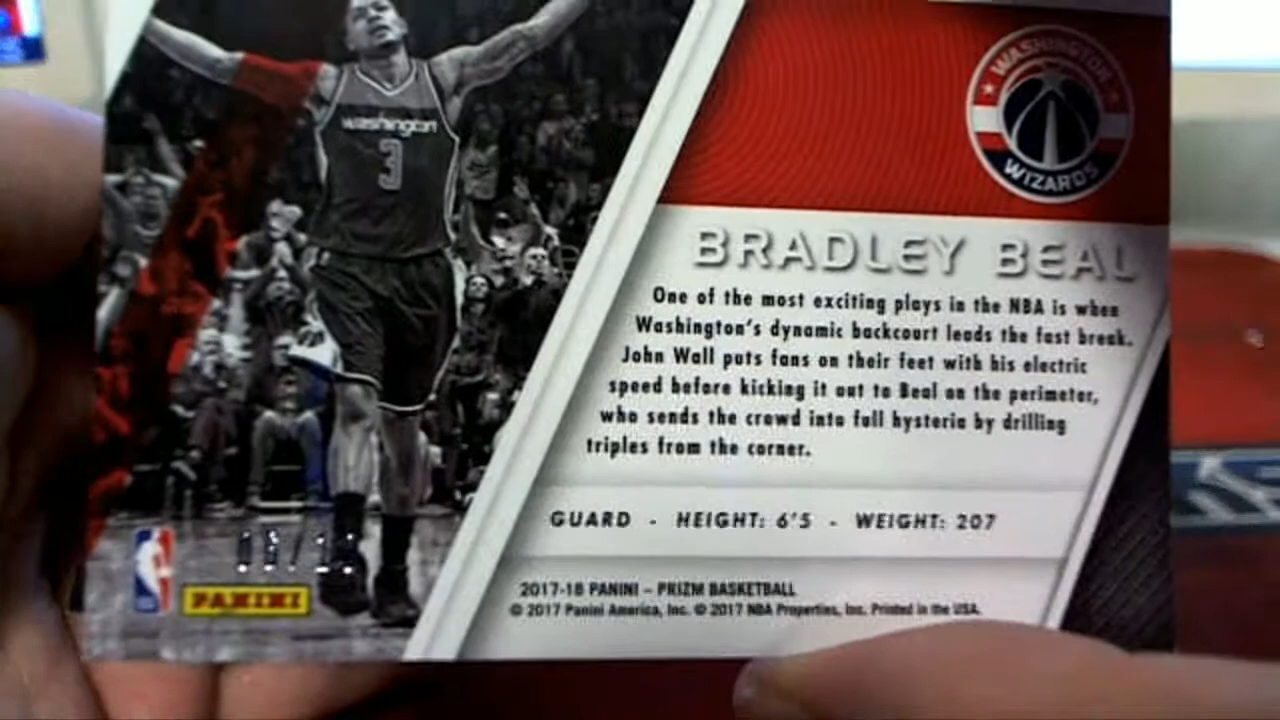 washington
3
WASHINGTON
WIZARDS
BRADLEY BEAL
One of the most exciting plays in the NBA is when
Washington's dynamic backcourt leads the fast break.
John Wall puts fans on their feet with his electric
speed before kicking it out to Beal on the perimeter,
who sends the crowd into full hysteria by drilling
triples from the corner.
GUARD - HEIGHT: 6'5 - WEIGHT: 207
PANINI
2017-18 PANINI – PRIZM BASKETBALL
© 2017 Panini America, Inc. © 2017 NBA Properties, Inc. Printed in the USA.